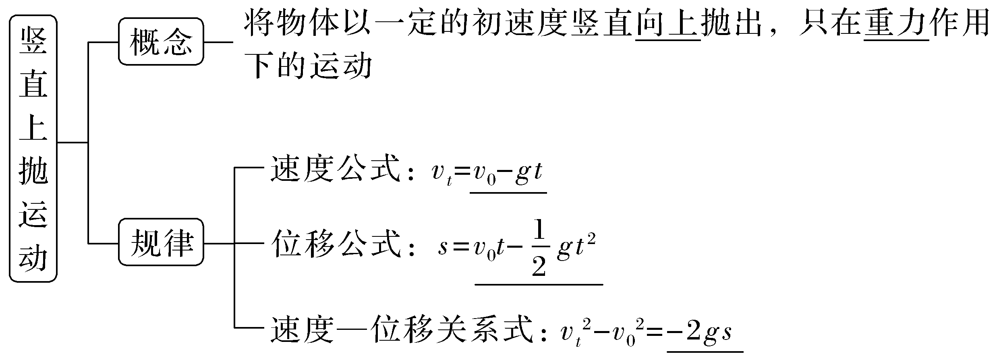 竖直上抛运动
概念
将物体以一定的初速度竖直向上抛出，只在重力作用
下的运动
规律
速度公式：v_t=v_0-gt
位移公式：s=v_0t-\frac{1}{2}gt^2
速度—位移关系式：v_t^2-v_0^2=-2gs